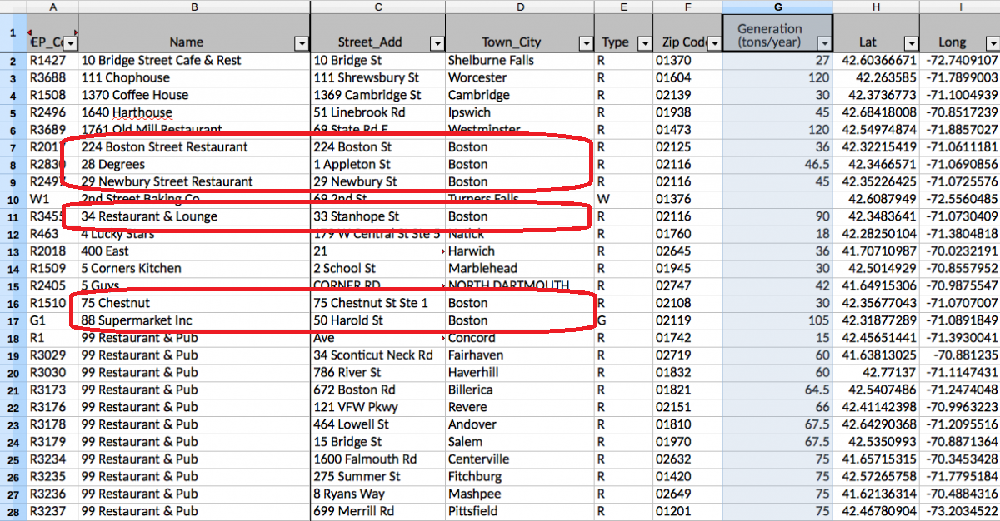 A B C D E F G H I
1 EP_Co Name Street_Add Town_City Type Zip Code Generation (tons/year) Lat Long
2 R1427 10 Bridge Street Cafe & Rest 10 Bridge St Shelburne Falls R 01370 27 42.60366671 -72.7409107
3 R3688 111 Chophouse 111 Shrewsbury St Worcester R 01604 120 42.263585 -71.7899003
4 R1508 1370 Coffee House 1369 Cambridge St Cambridge R 02139 30 42.3736773 -71.1004939
5 R2496 1640 Harthouse 51 Linebrook Rd Ipswich R 01938 45 42.68418008 -70.8517239
6 R3689 1761 Old Mill Restaurant 69 State Rd E Westminster R 01473 120 42.54974874 -71.8857027
7 R2017 224 Boston Street Restaurant 224 Boston St Boston R 02125 36 42.32215419 -71.0611181
8 R2830 28 Degrees 1 Appleton St Boston R 02116 46.5 42.3466571 -71.0690856
9 R2497 29 Newbury Street Restaurant 29 Newbury St Boston R 02116 45 42.35226425 -71.0725576
10 W1 2nd Street Baking Co 69 2nd St Turners Falls W 01376 42.6087949 -72.5560485
11 R3455 34 Restaurant & Lounge 33 Stanhope St Boston R 02116 90 42.3483641 -71.0730409
12 R463 4 Lucky Stars 179 W Central St Ste 5 Natick R 01760 18 42.28250104 -71.3804818
13 R2018 400 East 21 Harwich R 02645 36 41.70710987 -70.0232191
14 R1509 5 Corners Kitchen 2 School St Marblehead R 01945 30 42.5014929 -70.8557952
15 R2405 5 Guys CORNER RD NORTH DARTMOUTH R 02747 42 41.64915306 -70.9875547
16 R1510 75 Chestnut 75 Chestnut St Ste 1 Boston R 02108 30 42.35677043 -71.0707007
17 G1 88 Supermarket Inc 50 Harold St Boston G 02119 105 42.31877289 -71.0891849
18 R1 99 Restaurant & Pub Ave Concord R 01742 15 42.45651441 -71.3930041
19 R3029 99 Restaurant & Pub 34 Sconticut Neck Rd Fairhaven R 02719 60 41.63813025 -70.881235
20 R3030 99 Restaurant & Pub 786 River St Haverhill R 01832 60 42.77137 -71.1147431
21 R3173 99 Restaurant & Pub 672 Boston Rd Billerica R 01821 64.5 42.5407486 -71.2474048
22 R3176 99 Restaurant & Pub 121 VFW Pkwy Revere R 02151 66 42.41142398 -70.9963223
23 R3178 99 Restaurant & Pub 464 Lowell St Andover R 01810 67.5 42.64290368 -71.2095516
24 R3179 99 Restaurant & Pub 15 Bridge St Salem R 01970 67.5 42.5350993 -70.8871364
25 R3234 99 Restaurant & Pub 1600 Falmouth Rd Centerville R 02632 75 41.65715315 -70.3453428
26 R3235 99 Restaurant & Pub 275 Summer St Fitchburg R 01420 75 42.57265758 -71.7795184
27 R3236 99 Restaurant & Pub 8 Ryans Way Mashpee R 02649 75 41.62136314 -70.4884316
28 R3237 99 Restaurant & Pub 699 Merrill Rd Pittsfield R 01201 75 42.46780904 -73.2034522